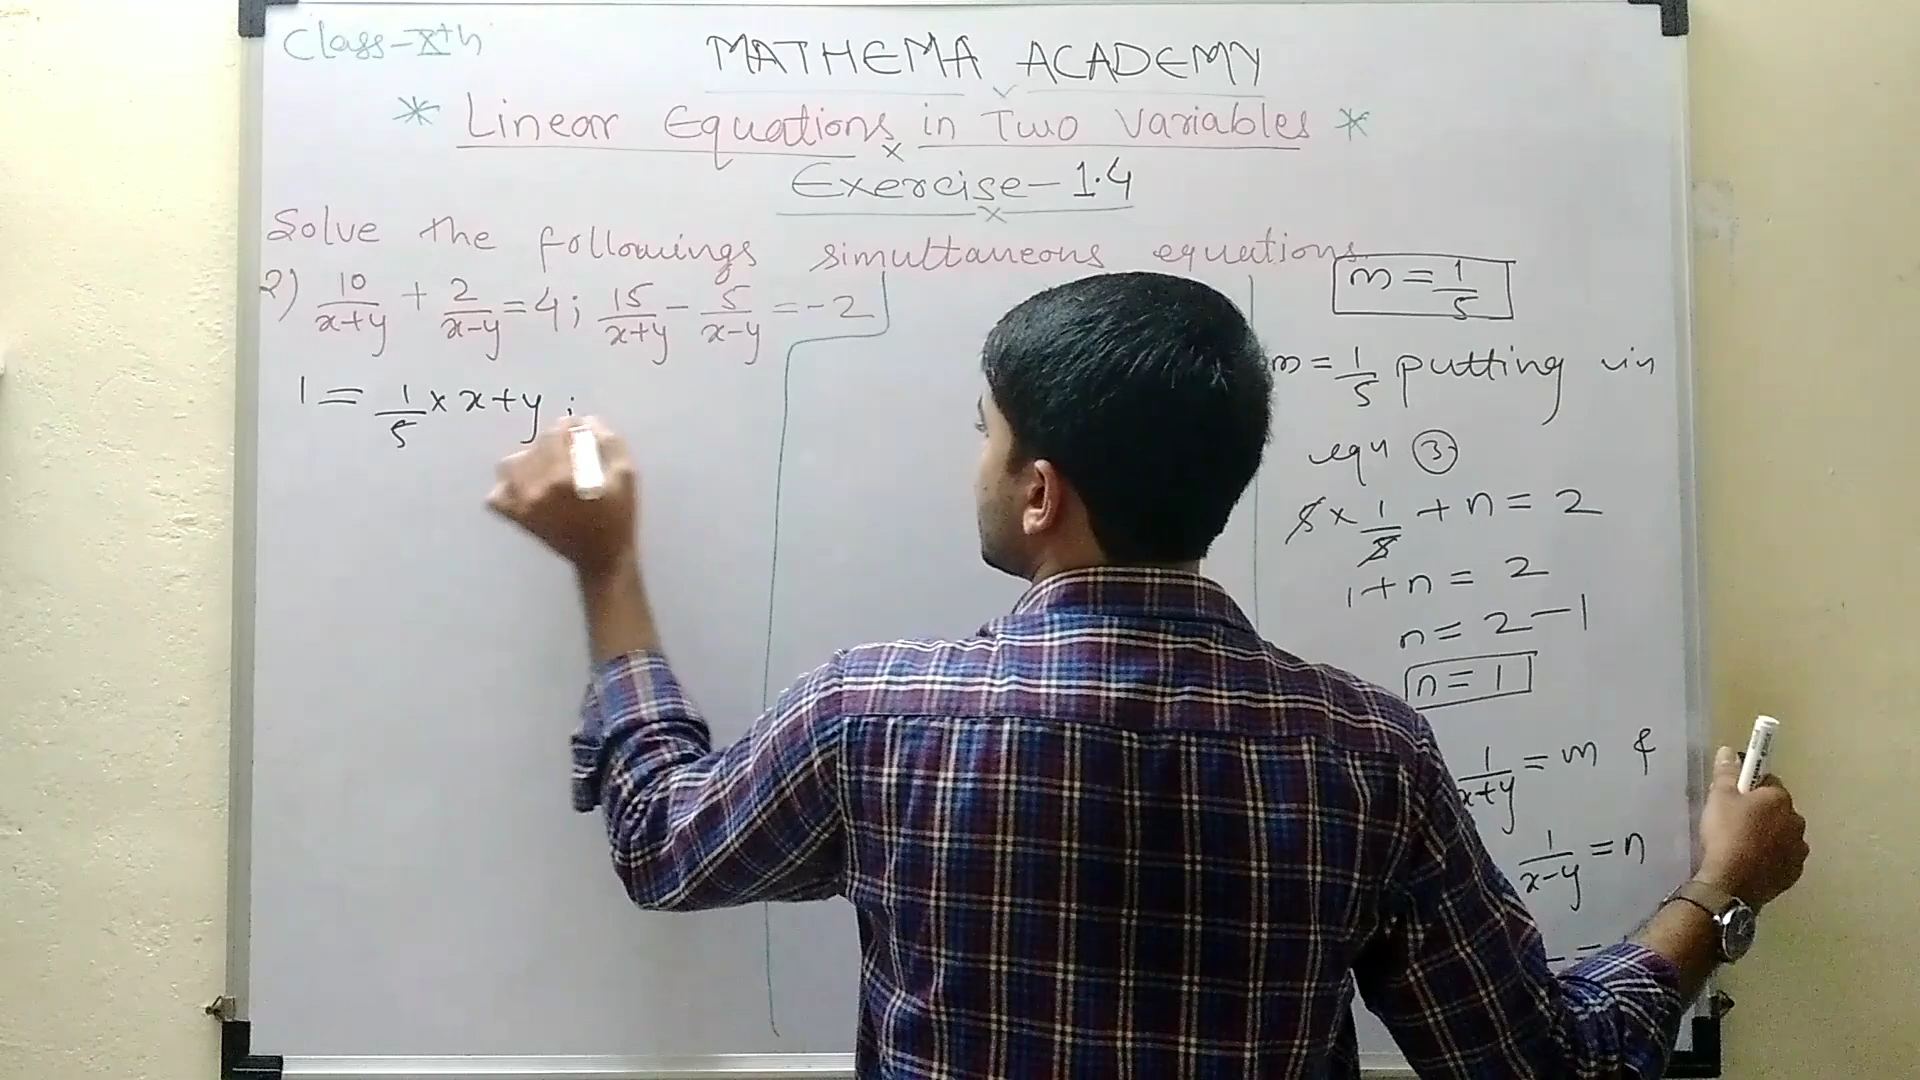 Class-Xth
MATHEMA ACADEMY
* Linear Equations in Two Variables *
Exercise-1.4
Solve the followings simultaneous equations.
2) 10/x+y + 2/x-y = 4; 15/x+y - 5/x-y = -2
1 = 1/5 × x+y ;
m = 1/5
m = 1/5 putting in
equ ③
5 × 1/5 + n = 2
1+n = 2
n = 2-1
n = 1
1/x+y = m &
1/x-y = n
=